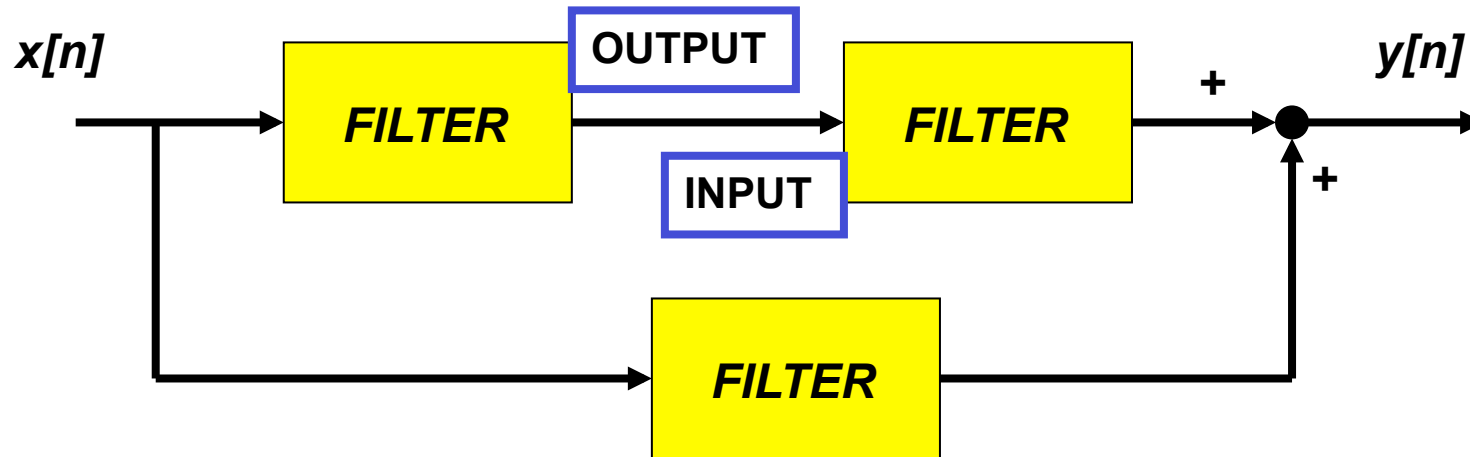 x[n]
OUTPUT
y[n]
FILTER
FILTER
+
INPUT
+
FILTER